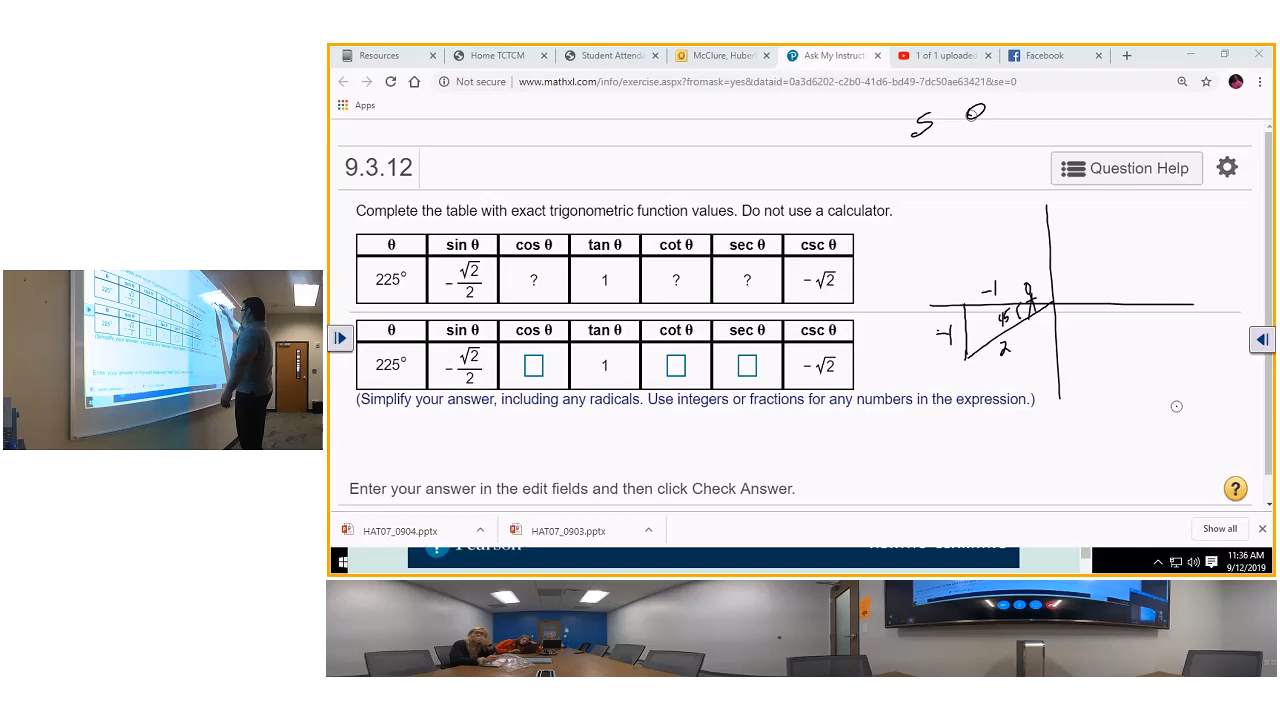 Resources
Home TCTCM
Student Attenda
McClure, Huber
Ask My Instruct
1 of 1 uploaded
Facebook
Not secure | www.mathxl.com/info/exercise.aspx?fromask=yes&dataid=0a3d6202-c2b0-41d6-bd49-7dc50ae63421&se=0
Apps
S O
9.3.12
Question Help
Complete the table with exact trigonometric function values. Do not use a calculator.
θ sin θ cos θ tan θ cot θ sec θ csc θ
225° -√2/2 ? 1 ? ? -√2
θ sin θ cos θ tan θ cot θ sec θ csc θ
225° -√2/2 1 -√2
(Simplify your answer, including any radicals. Use integers or fractions for any numbers in the expression.)
-1
45
-1
2
Enter your answer in the edit fields and then click Check Answer.
?
HAT07_0904.pptx
HAT07_0903.pptx
Show all
Pearson
11:36 AM
9/12/2019